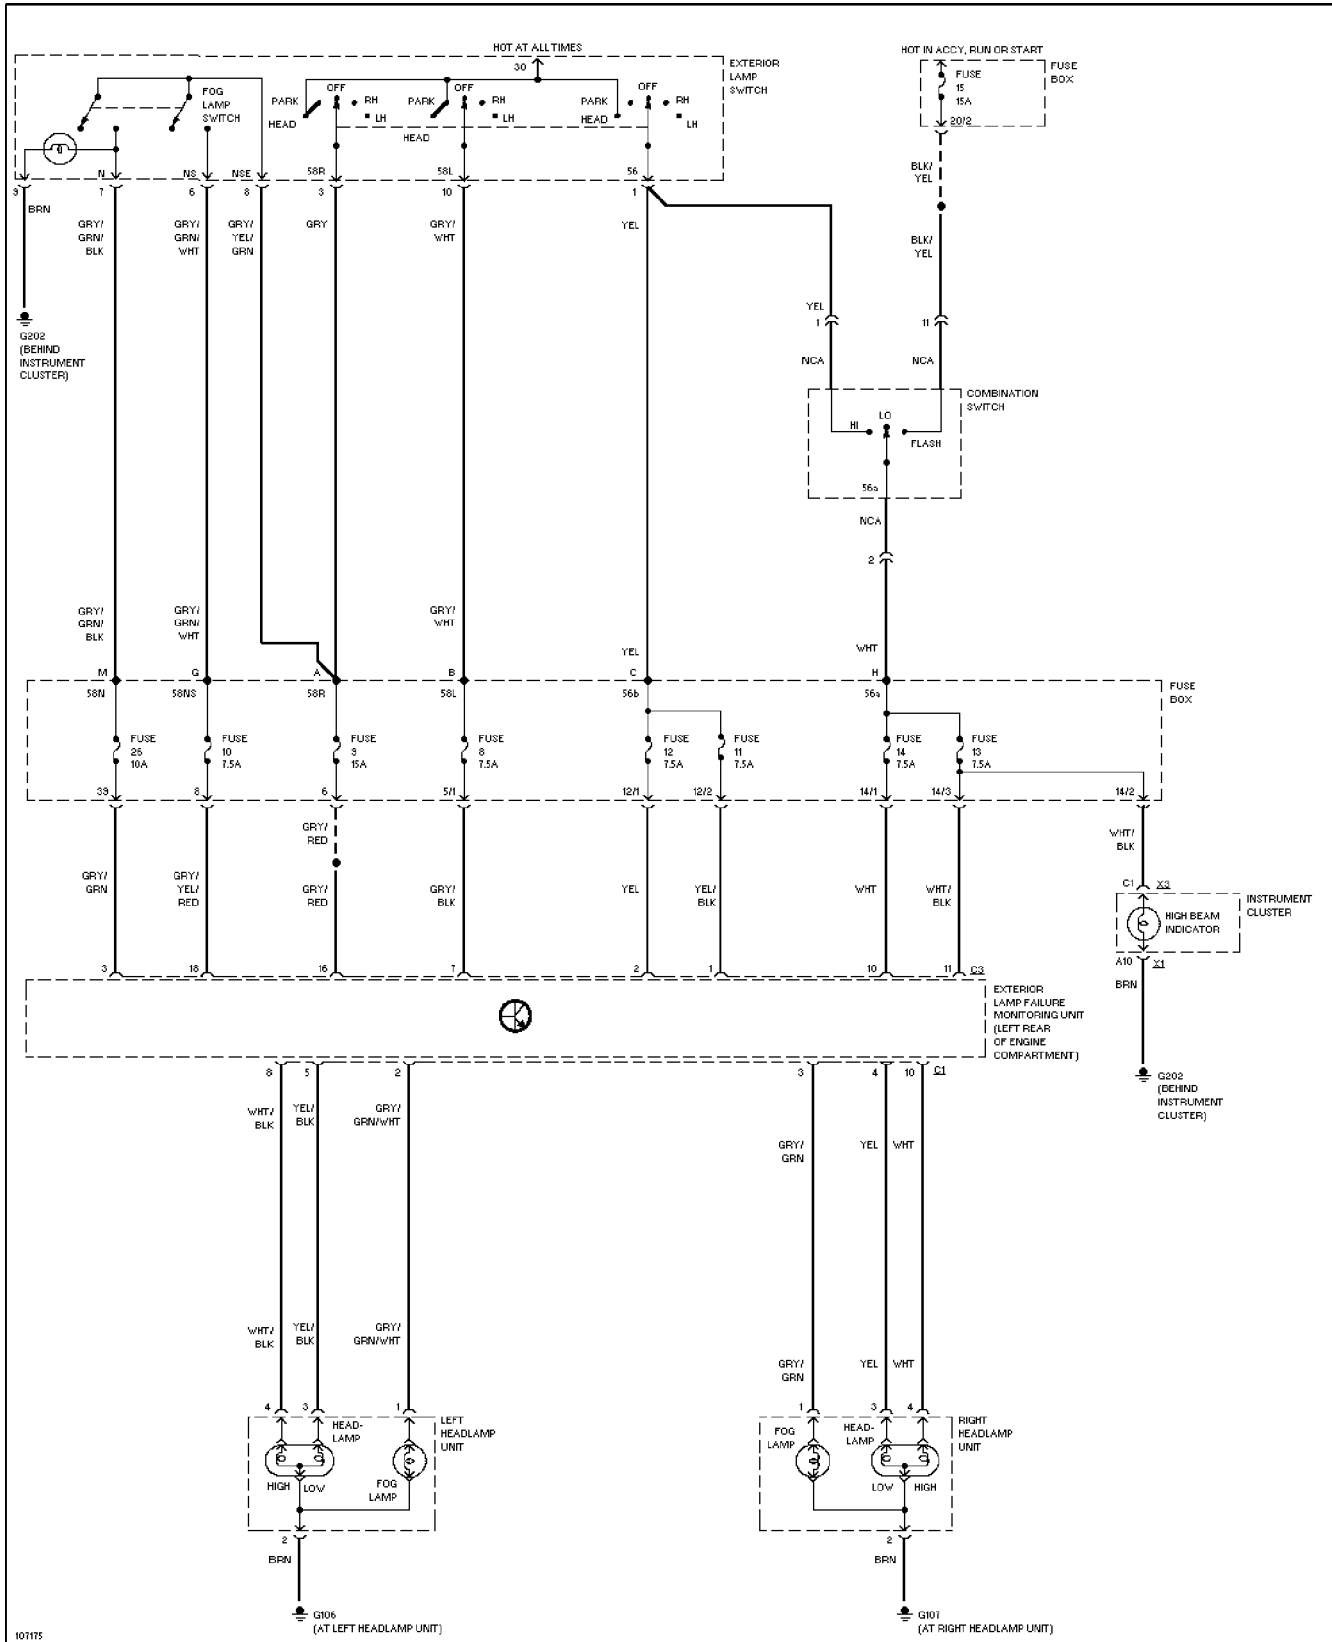 HOT AT ALL TIMES
HOT IN ACCY, RUN OR START
30
EXTERIOR
LAMP
SWITCH
FUSE
15
15A
FUSE
BOX
FOG
LAMP
SWITCH
OFF
PARK
RH
HEAD
LH
OFF
PARK
RH
LH
HEAD
OFF
PARK
RH
HEAD
LH
20/2
N
NS
NSE
58R
58L
56
9
7
6
8
3
10
1
BLK/
YEL
BRN
GRY/
GRN/
BLK
GRY/
GRN/
WHT
GRY/
YEL/
GRN
GRY
GRY/
WHT
YEL
BLK/
YEL
YEL
1
11
G202
(BEHIND
INSTRUMENT
CLUSTER)
NCA
NCA
COMBINATION
SWITCH
LO
HI
FLASH
56a
NCA
2
GRY/
GRN/
BLK
GRY/
GRN/
WHT
GRY/
WHT
YEL
WHT
M
G
A
B
C
H
58N
58NS
58R
58L
56b
56a
FUSE
BOX
FUSE
26
10A
FUSE
10
7.5A
FUSE
9
15A
FUSE
8
7.5A
FUSE
12
7.5A
FUSE
11
7.5A
FUSE
14
7.5A
FUSE
13
7.5A
39
8
6
5/1
12/1
12/2
14/1
14/3
14/2
GRY/
RED
WHT/
BLK
GRY/
GRN
GRY/
YEL/
RED
GRY/
RED
GRY/
BLK
YEL
YEL/
BLK
WHT
WHT/
BLK
C1
X3
HIGH BEAM
INDICATOR
INSTRUMENT
CLUSTER
A10
X1
BRN
3
18
16
7
2
1
10
11
C3
EXTERIOR
LAMP FAILURE
MONITORING UNIT
(LEFT REAR
OF ENGINE
COMPARTMENT)
8
5
2
3
4
10
C1
G202
(BEHIND
INSTRUMENT
CLUSTER)
WHT/
BLK
YEL/
BLK
GRY/
GRN/WHT
GRY/
GRN
YEL
WHT
WHT/
BLK
YEL/
BLK
GRY/
GRN/WHT
GRY/
GRN
YEL
WHT
4
3
1
1
3
4
HEAD-
LAMP
LEFT
HEADLAMP
UNIT
HIGH
LOW
FOG
LAMP
FOG
LAMP
HEAD-
LAMP
RIGHT
HEADLAMP
UNIT
LOW
HIGH
2
BRN
2
BRN
G106
(AT LEFT HEADLAMP UNIT)
G107
(AT RIGHT HEADLAMP UNIT)
107175